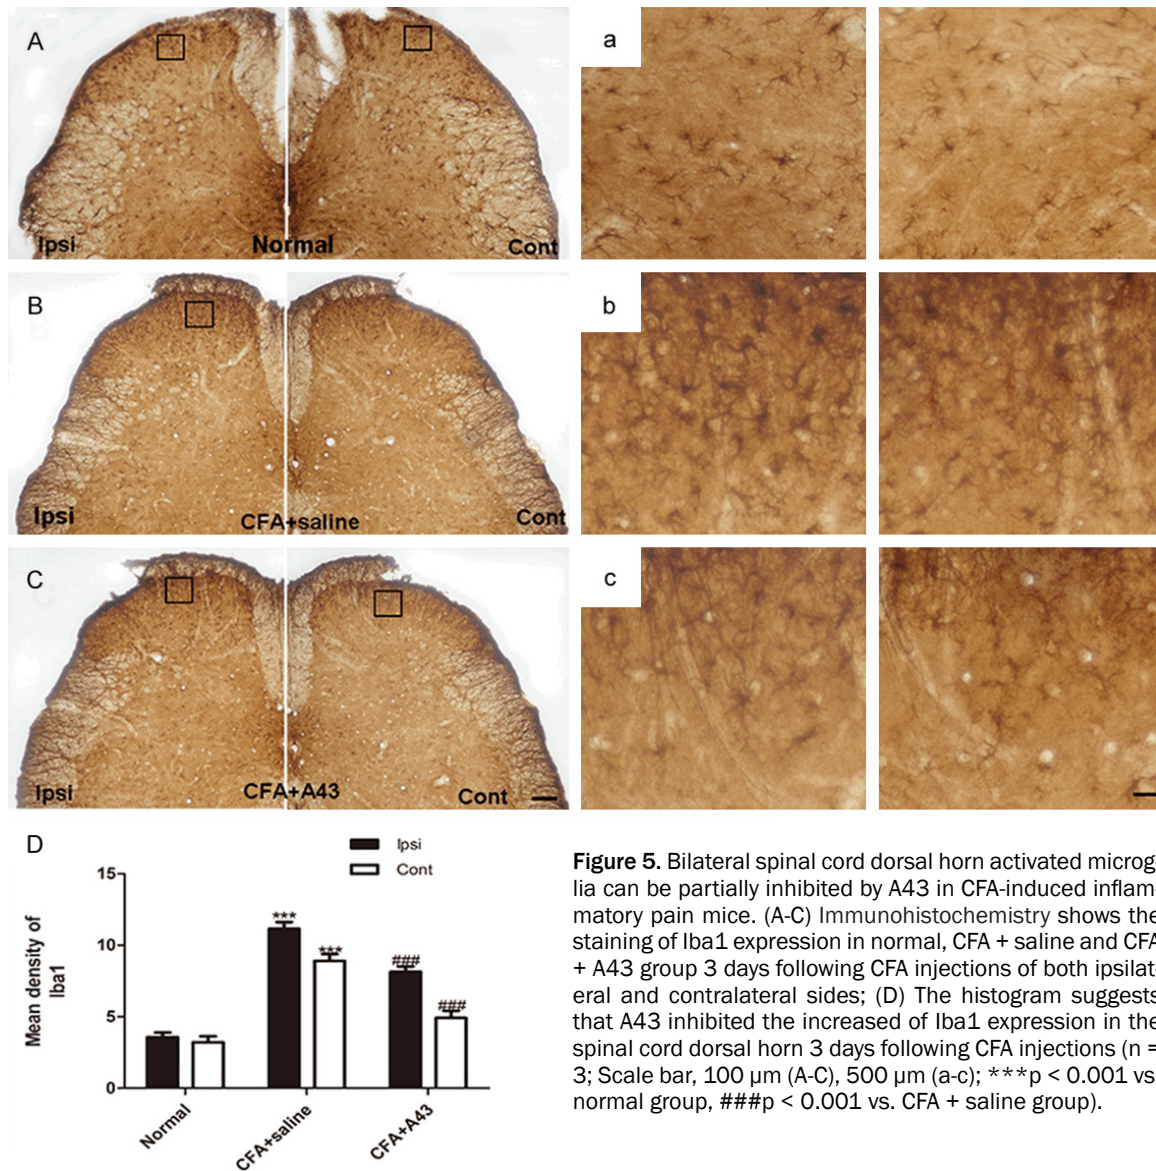 A
Ipsi
Normal
Cont
a
B
Ipsi
CFA+saline
Cont
b
C
Ipsi
CFA+A43
Cont
c
D
Ipsi
Cont
Mean density of
Iba1
15
10
5
0
***
***
###
###
Normal
CFA+saline
CFA+A43
Figure 5. Bilateral spinal cord dorsal horn activated microg-
lia can be partially inhibited by A43 in CFA-induced inflam-
matory pain mice. (A-C) Immunohistochemistry shows the
staining of Iba1 expression in normal, CFA + saline and CFA
+ A43 group 3 days following CFA injections of both ipsilat-
eral and contralateral sides; (D) The histogram suggests
that A43 inhibited the increased of Iba1 expression in the
spinal cord dorsal horn 3 days following CFA injections (n =
3; Scale bar, 100 μm (A-C), 500 μm (a-c); ***p < 0.001 vs
normal group, ###p < 0.001 vs. CFA + saline group).